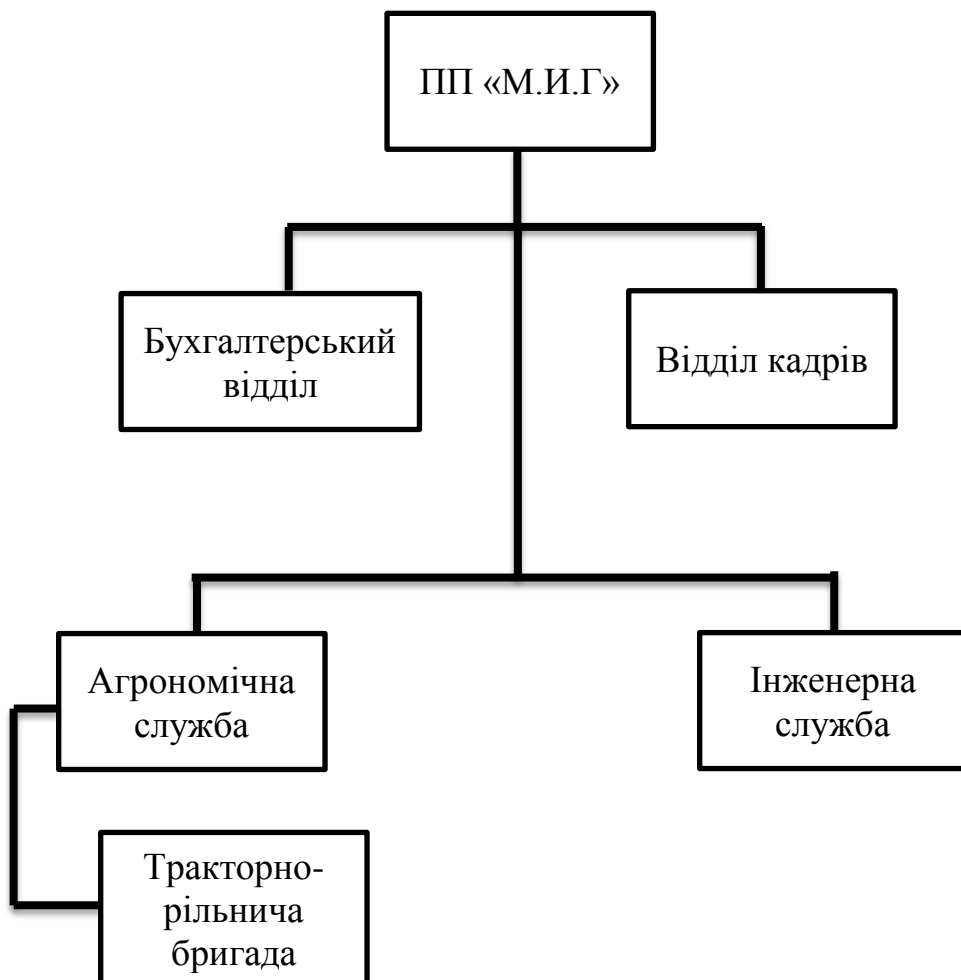 ПП «М.И.Г»
Бухгалтерський
відділ
Відділ кадрів
Агрономічна
служба
Інженерна
служба
Тракторно-
рільнича
бригада